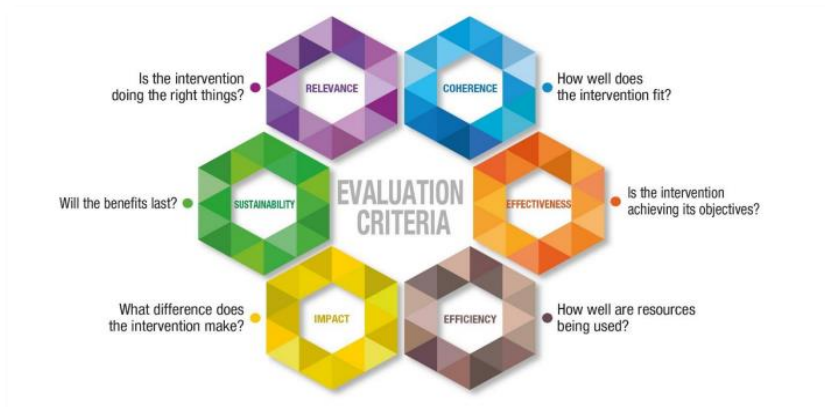 Is the intervention
doing the right things?
RELEVANCE
COHERENCE
How well does
the intervention fit?
Will the benefits last?
SUSTAINABILITY
EVALUATION
CRITERIA
EFFECTIVENESS
Is the intervention
achieving its objectives?
What difference does
the intervention make?
IMPACT
EFFICIENCY
How well are resources
being used?